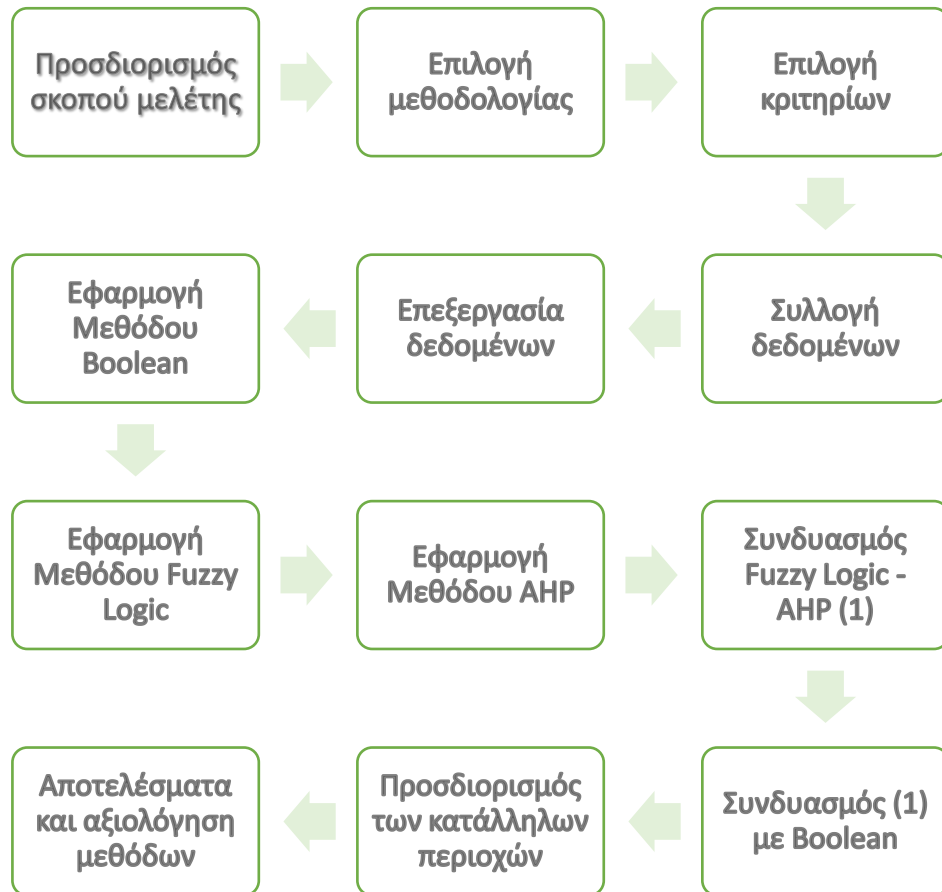 Προσδιορισμός
σκοπού μελέτης
Επιλογή
μεθοδολογίας
Επιλογή
κριτηρίων
Συλλογή
δεδομένων
Επεξεργασία
δεδομένων
Εφαρμογή
Μεθόδου
Boolean
Εφαρμογή
Μεθόδου Fuzzy
Logic
Εφαρμογή
Μεθόδου AHP
Συνδυασμός
Fuzzy Logic -
AHP (1)
Συνδυασμός (1)
με Boolean
Προσδιορισμός
των κατάλληλων
περιοχών
Αποτελέσματα
και αξιολόγηση
μεθόδων